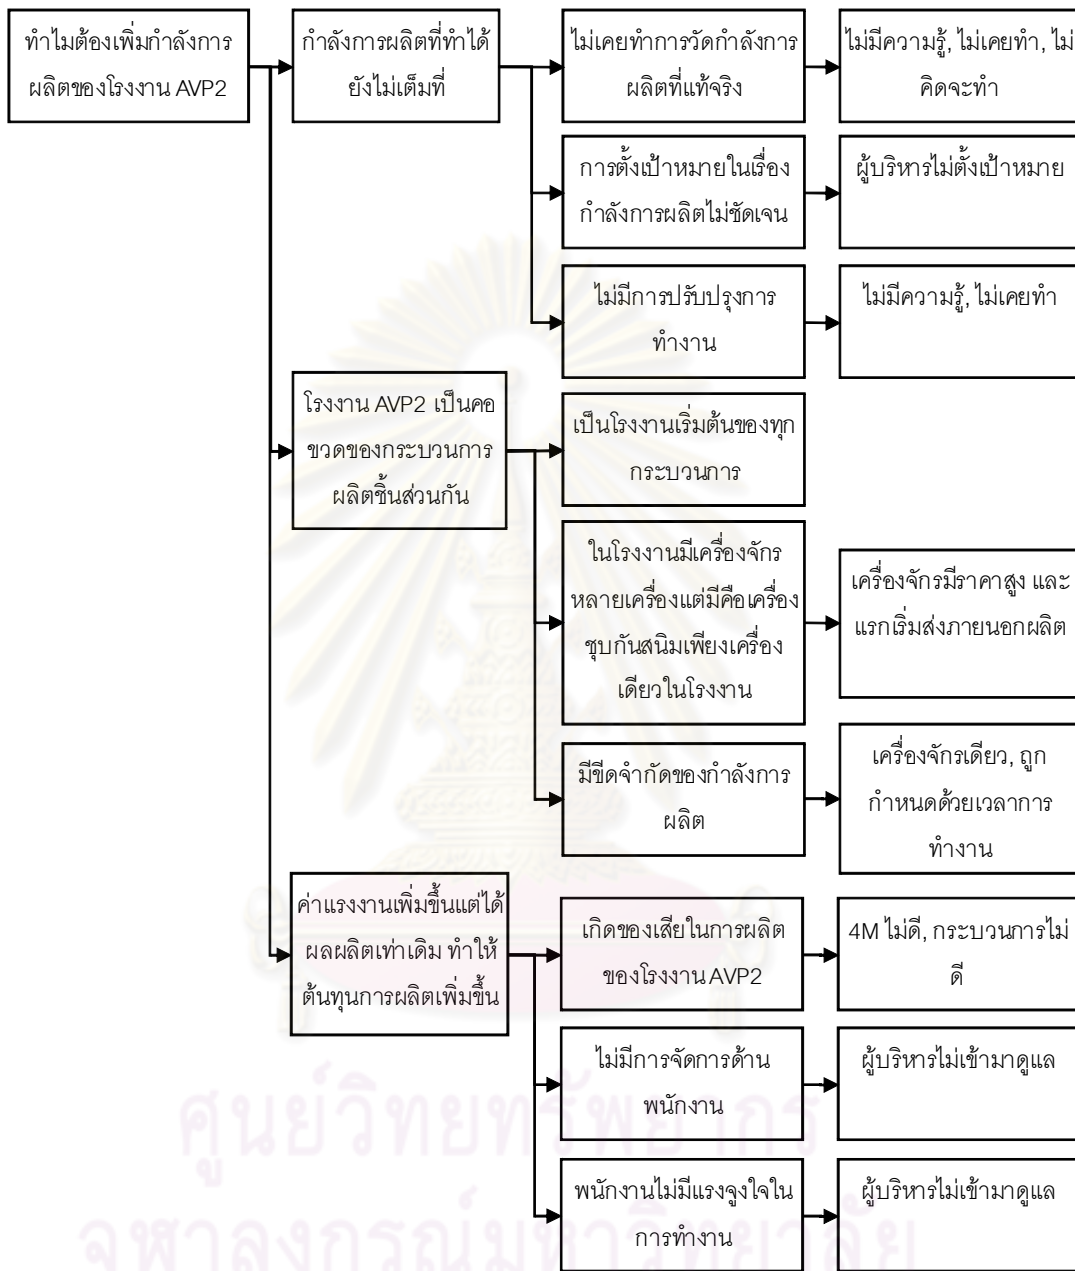 ทำไมต้องเพิ่มกำลังการ
ผลิตของโรงงาน AVP2
กำลังการผลิตที่ทำได้
ยังไม่เต็มที่
ไม่เคยทำการวัดกำลังการ
ผลิตที่แท้จริง
ไม่มีความรู้, ไม่เคยทำ, ไม่
คิดจะทำ
การตั้งเป้าหมายในเรื่อง
กำลังการผลิตไม่ชัดเจน
ผู้บริหารไม่ตั้งเป้าหมาย
ไม่มีการปรับปรุงการ
ทำงาน
ไม่มีความรู้, ไม่เคยทำ
โรงงาน AVP2 เป็นคอ
ขวดของกระบวนการ
ผลิตชิ้นส่วนกัน
เป็นโรงงานเริ่มต้นของทุก
กระบวนการ
ในโรงงานมีเครื่องจักร
หลายเครื่องแต่มีคือเครื่อง
ชุบกันสนิมเพียงเครื่อง
เดียวในโรงงาน
เครื่องจักรมีราคาสูง และ
แรกเริ่มส่งภายนอกผลิต
มีขีดจำกัดของกำลังการ
ผลิต
เครื่องจักรเดียว, ถูก
กำหนดด้วยเวลาการ
ทำงาน
ค่าแรงงานเพิ่มขึ้นแต่ได้
ผลผลิตเท่าเดิม ทำให้
ต้นทุนการผลิตเพิ่มขึ้น
เกิดของเสียในการผลิต
ของโรงงาน AVP2
4M ไม่ดี, กระบวนการไม่
ดี
ไม่มีการจัดการด้าน
พนักงาน
ผู้บริหารไม่เข้ามาดูแล
พนักงานไม่มีแรงจูงใจใน
การทำงาน
ผู้บริหารไม่เข้ามาดูแล
ศูนย์วิทยทรัพยากร
จุฬาลงกรณ์มหาวิทยาลัย